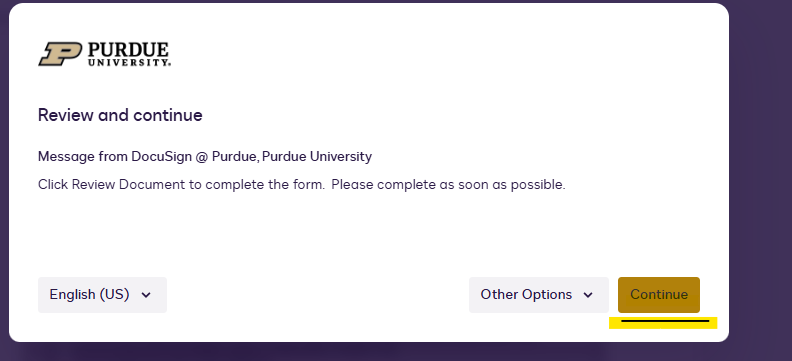 PURDUE
UNIVERSITY.
Review and continue
Message from DocuSign @ Purdue, Purdue University
Click Review Document to complete the form.  Please complete as soon as possible.
English (US)
Other Options
Continue